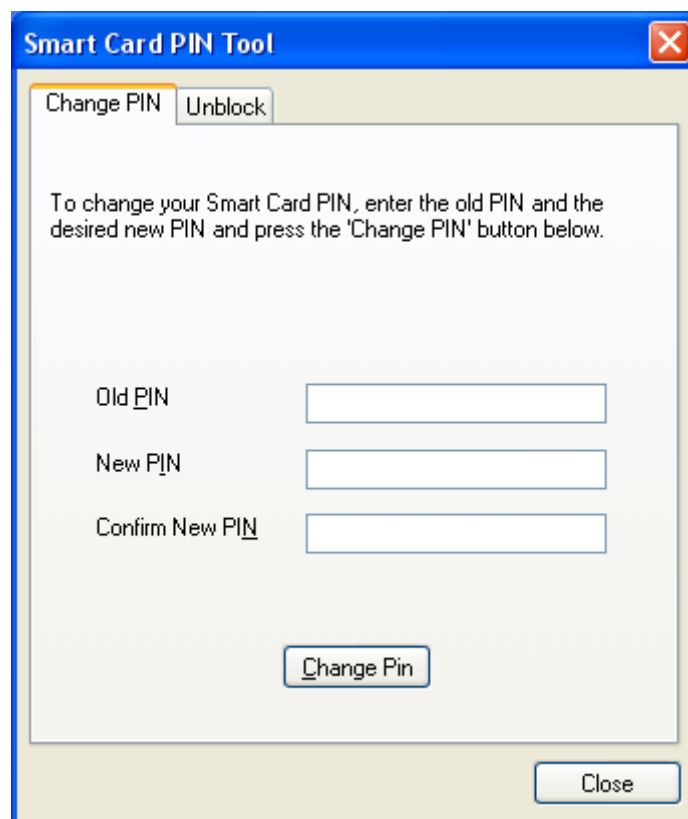 Smart Card PIN Tool
Change PIN
Unblock
To change your Smart Card PIN, enter the old PIN and the
desired new PIN and press the 'Change PIN' button below.
Old PIN
New PIN
Confirm New PIN
Change Pin
Close